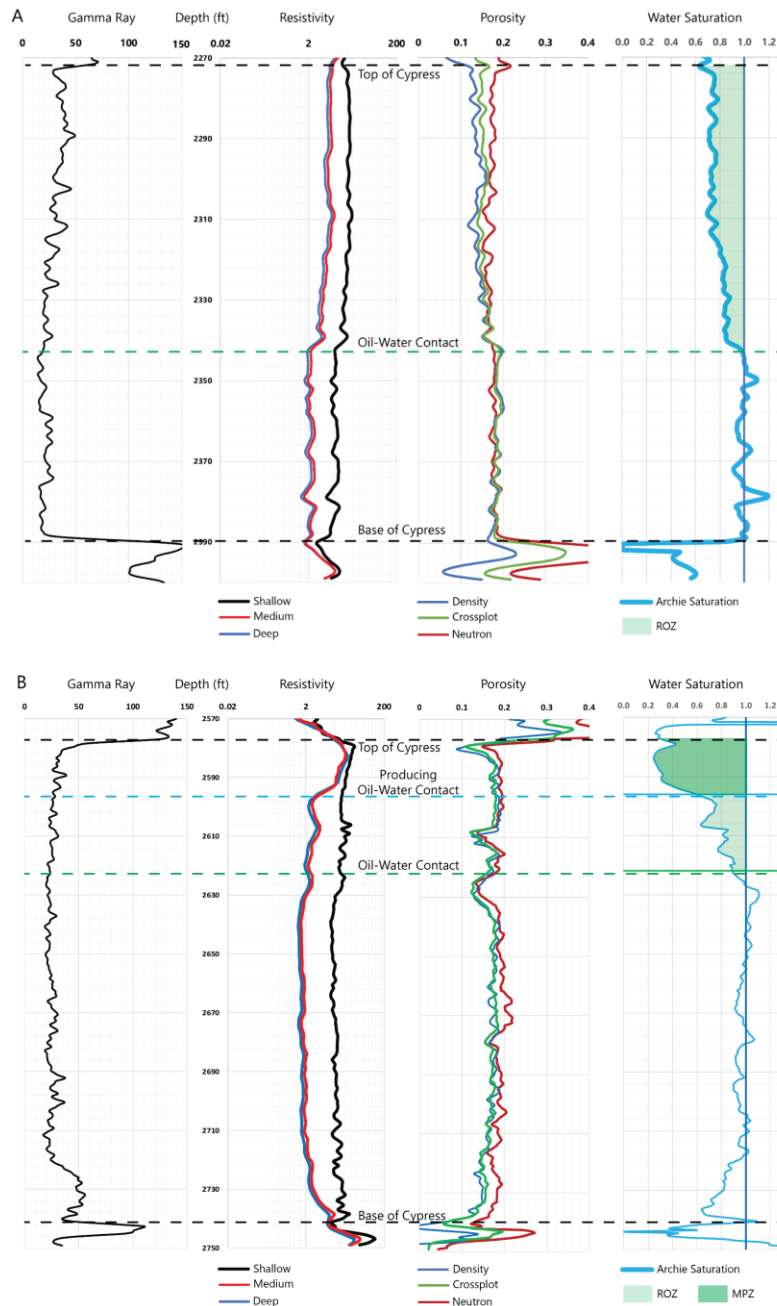 A
Gamma Ray Depth (ft) Resistivity Porosity Water Saturation
0 50 100 150 0.02 2 200 0.1 0.2 0.3 0.4 0.0 0.2 0.4 0.6 0.8 1.0 1.2
2270
Top of Cypress
2290
2310
2330
Oil-Water Contact
2350
2370
Base of Cypress
2390
Shallow Density Archie Saturation
Medium Crossplot ROZ
Deep Neutron
B
Gamma Ray Depth (ft) Resistivity Porosity Water Saturation
0 50 100 150 0.02 2 200 0 0.1 0.2 0.3 0.4 0.0 0.2 0.4 0.6 0.8 1.0
2570
Top of Cypress
2590
Producing
Oil-Water Contact
2610
Oil-Water Contact
2630
2650
2670
2690
2710
2730
Base of Cypress
2750
Shallow Density Archie Saturation
Medium Crossplot ROZ MPZ
Deep Neutron